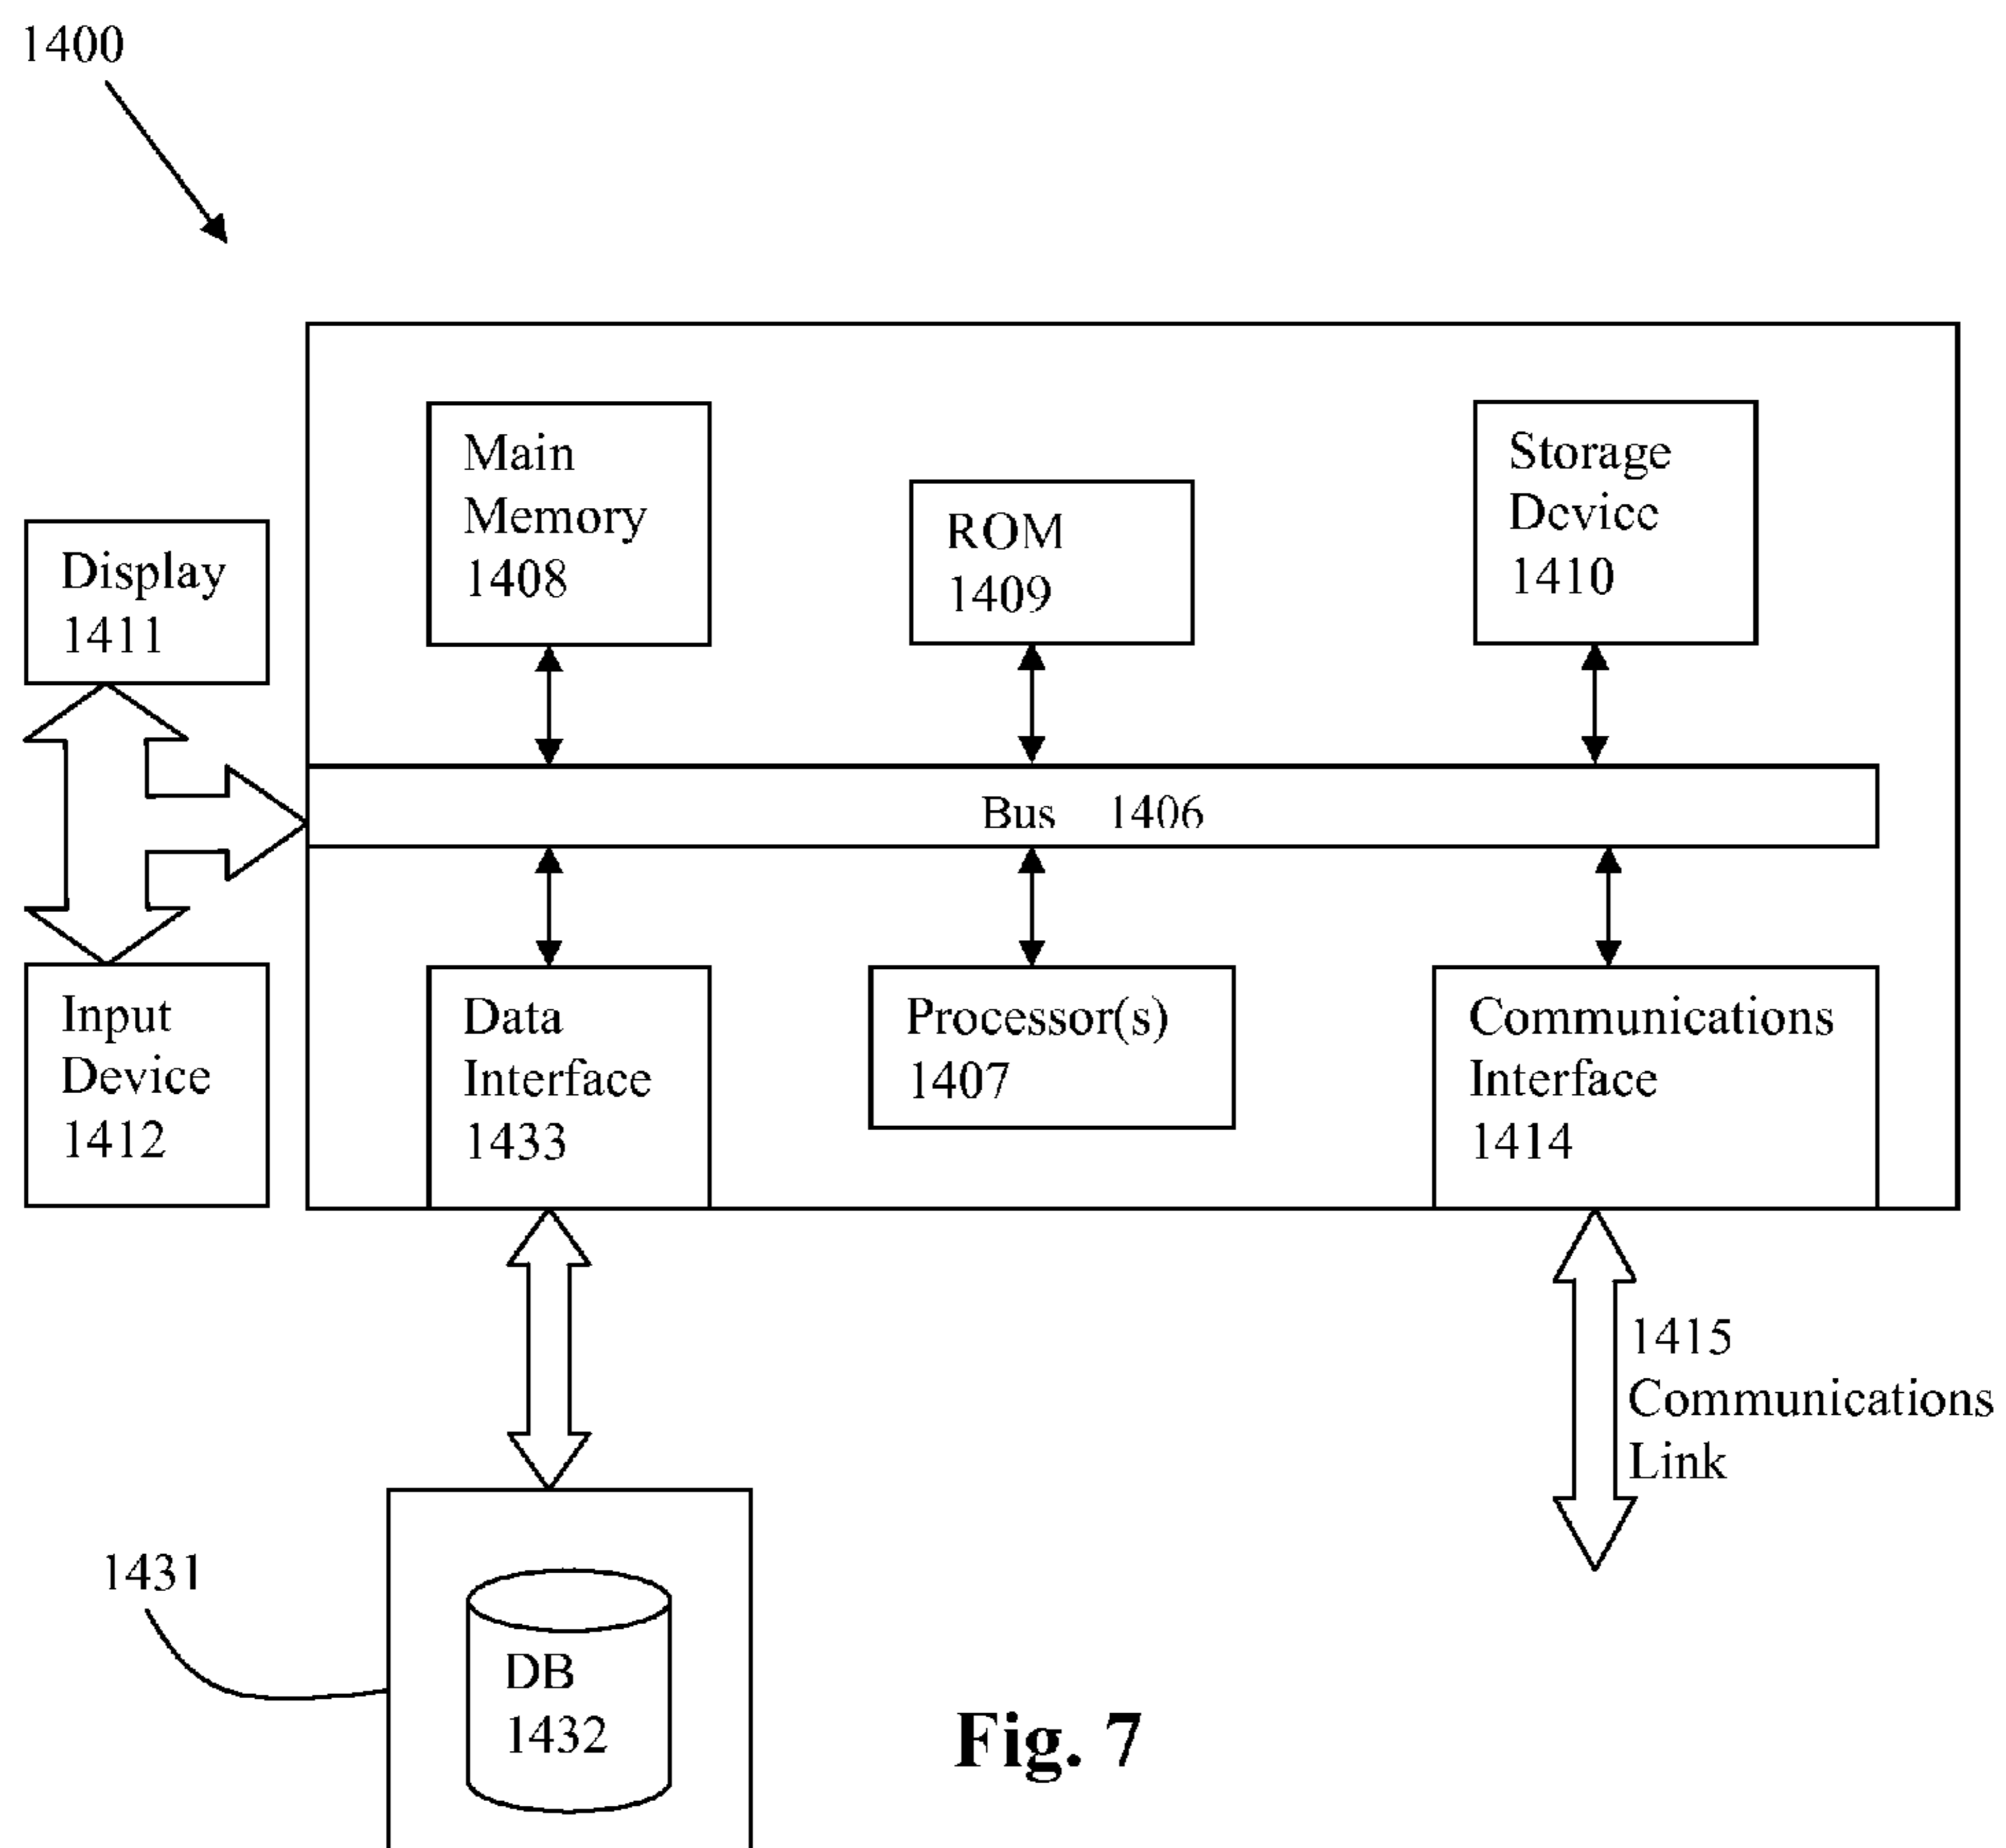 1400
Main
Memory
1408
ROM
1409
Storage
Device
1410
Display
1411
Bus 1406
Input
Device
1412
Data
Interface
1433
Processor(s)
1407
Communications
Interface
1414
1415
Communications
Link
1431
DB
1432
Fig. 7